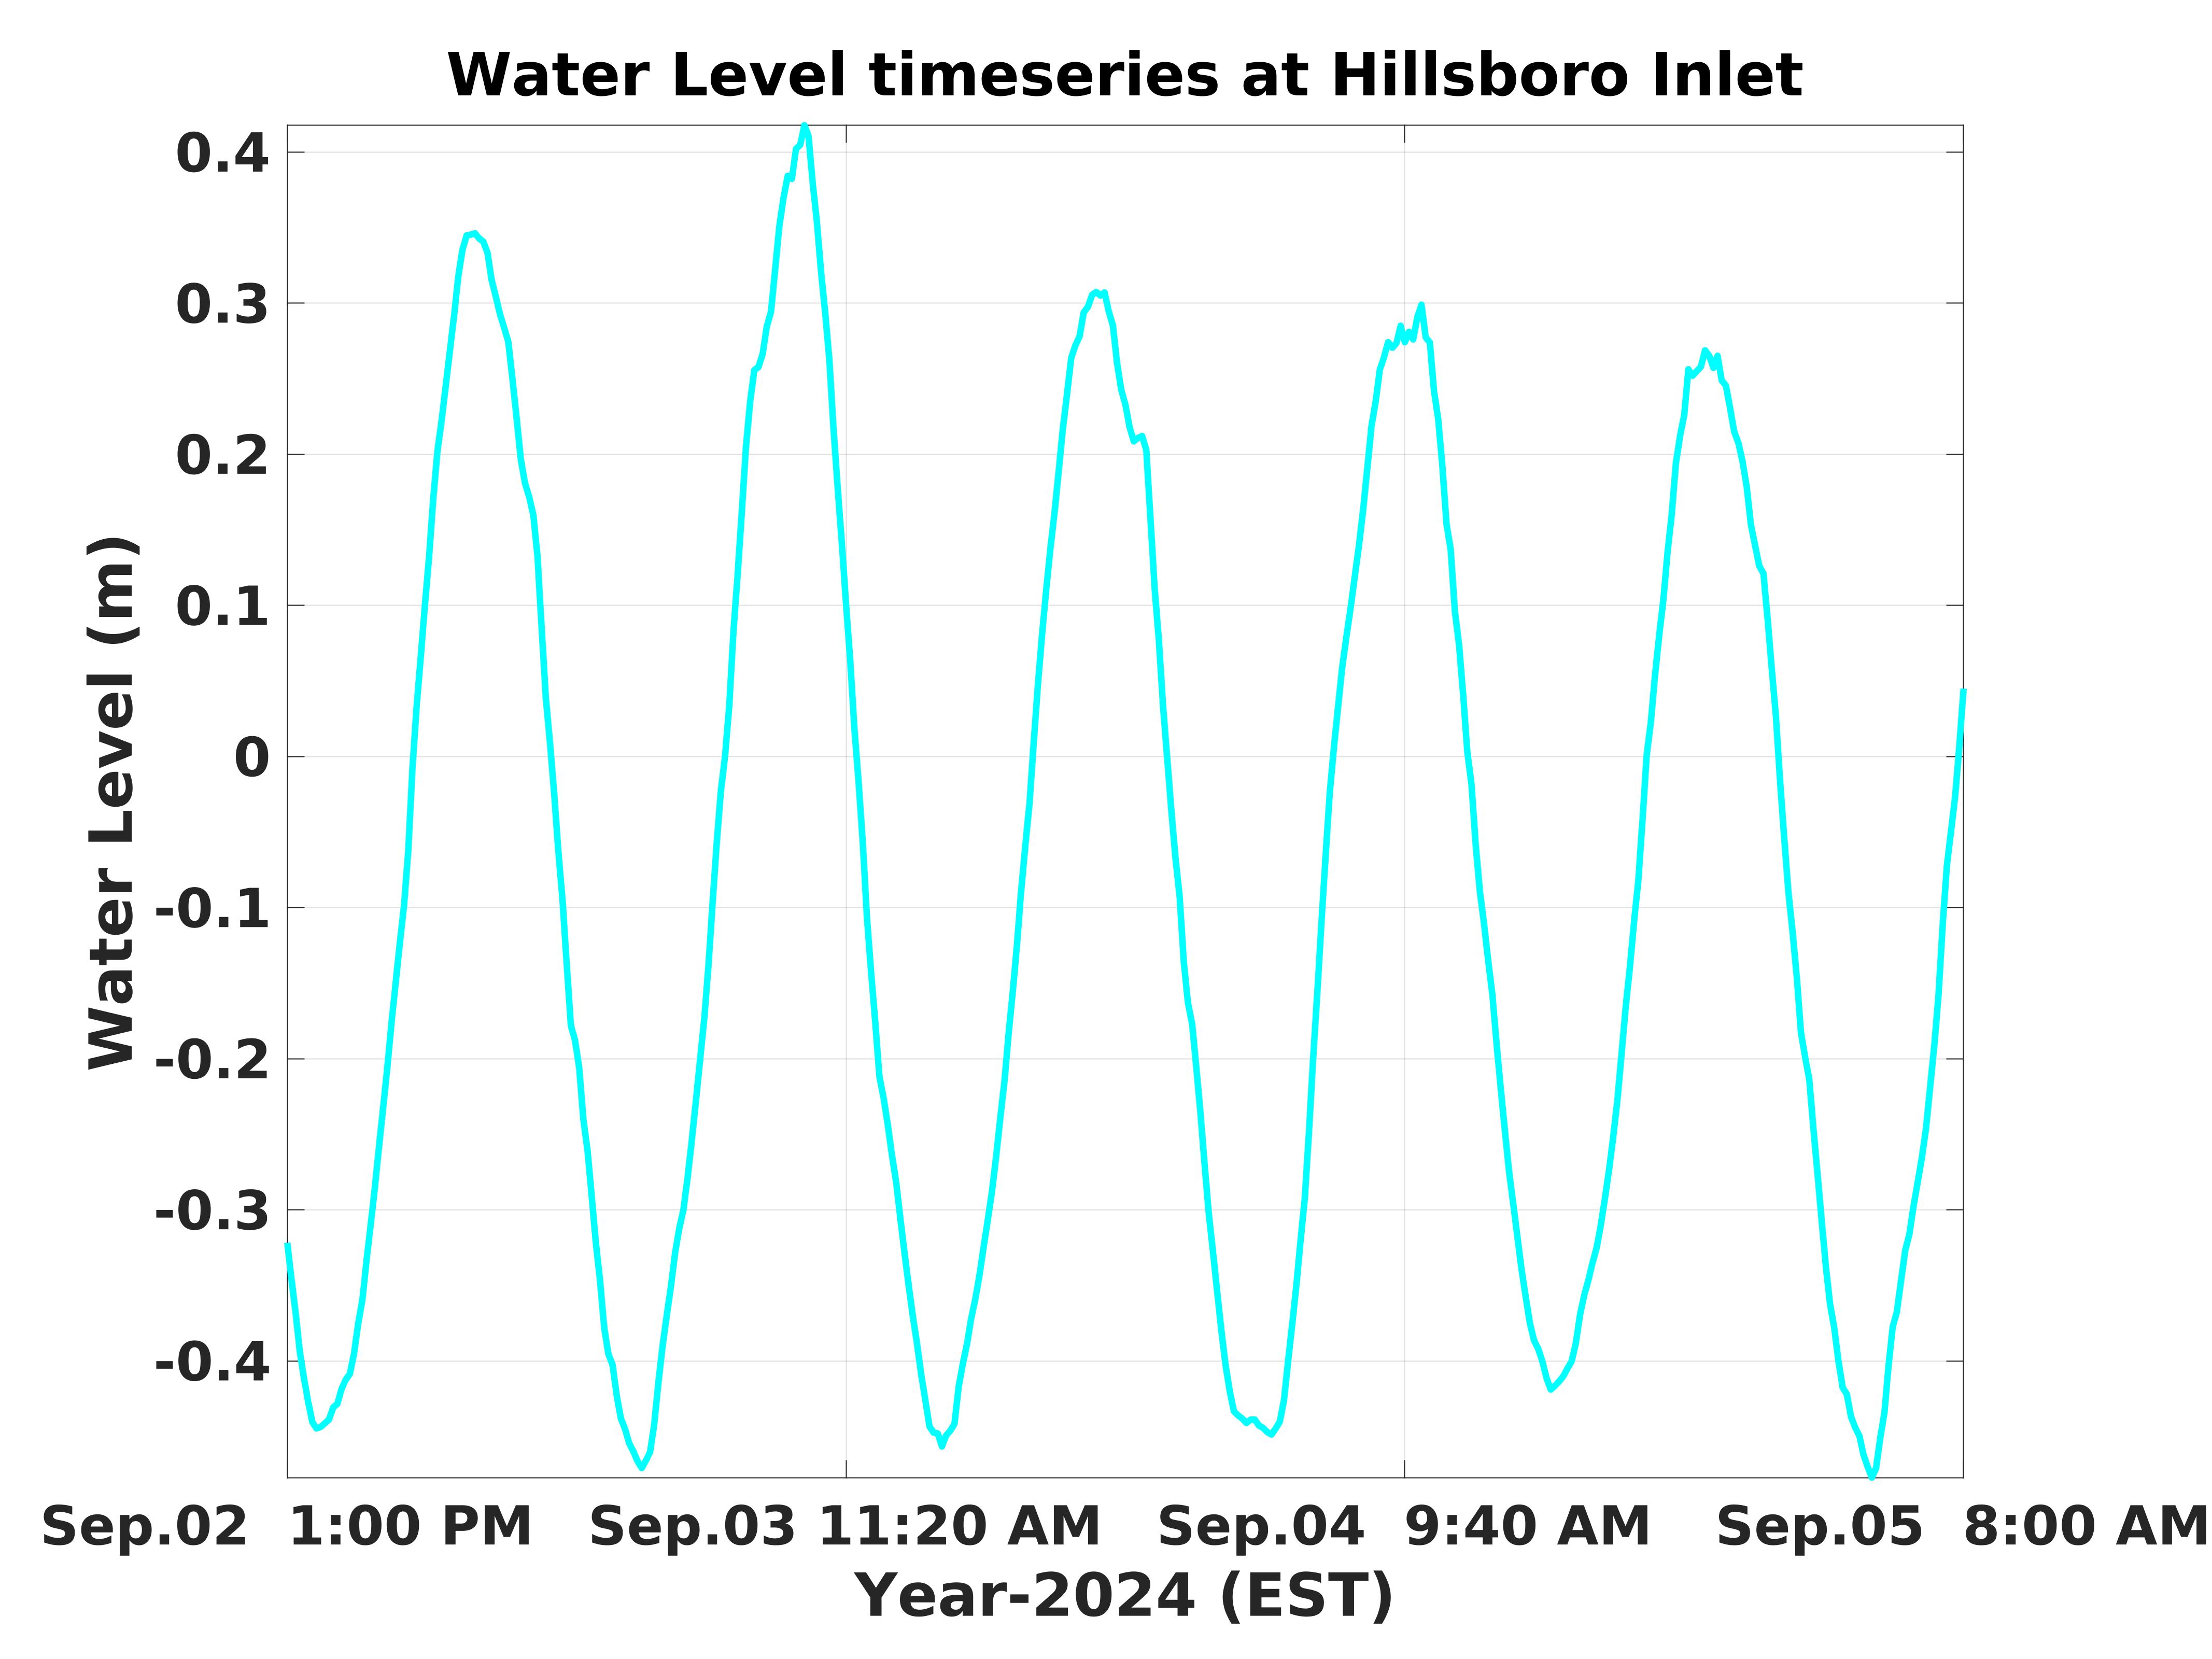 Water Level timeseries at Hillsboro Inlet
Water Level (m)
0.4
0.3
0.2
0.1
0
-0.1
-0.2
-0.3
-0.4
Sep.02 1:00 PM
Sep.03 11:20 AM
Sep.04 9:40 AM
Sep.05 8:00 AM
Year-2024 (EST)